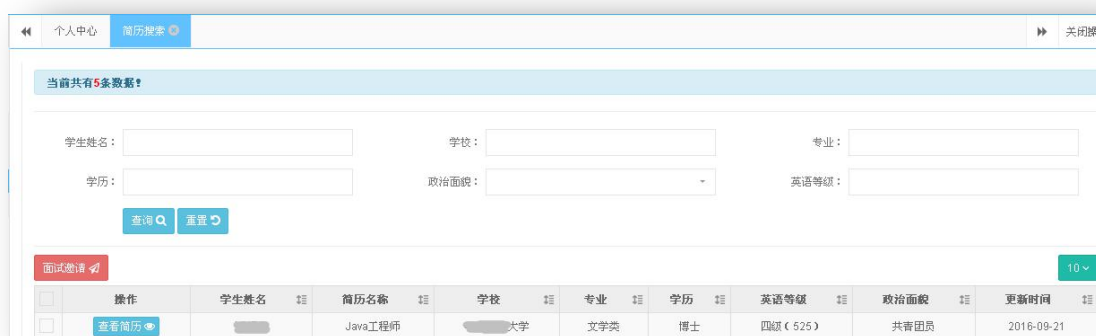 个人中心 简历搜索 关闭操
当前共有5条数据!
学生姓名： 学校： 专业：
学历： 政治面貌： 英语等级：
查询 重置
面试邀请 10
操作 学生姓名 简历名称 学校 专业 学历 英语等级 政治面貌 更新时间
查看简历 Java工程师 大学 文学类 博士 四级（525） 共青团员 2016-09-21